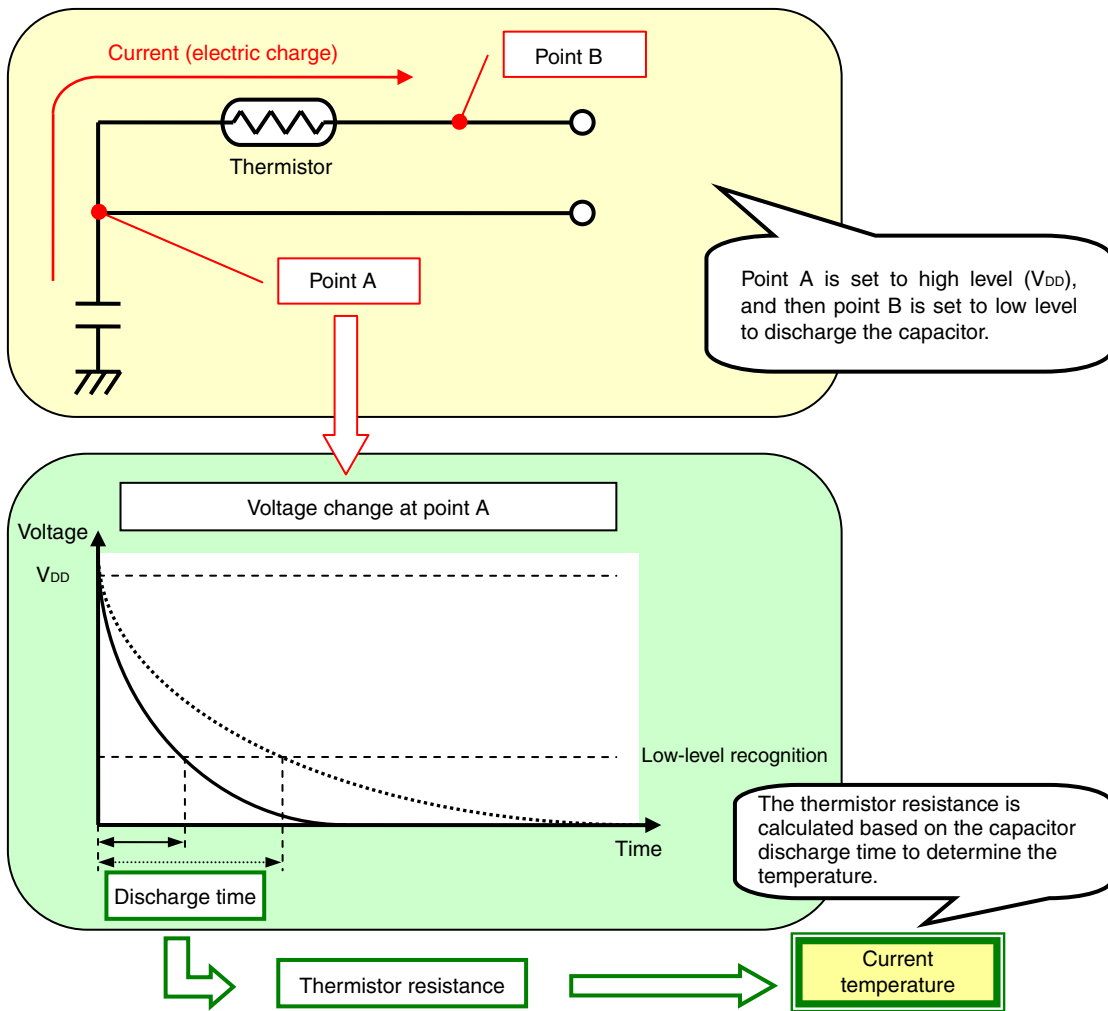 Current (electric charge)
Point B
Thermistor
Point A
Point A is set to high level (VDD),
and then point B is set to low level
to discharge the capacitor.
Voltage change at point A
Voltage
VDD
Low-level recognition
Time
Discharge time
The thermistor resistance is
calculated based on the capacitor
discharge time to determine the
temperature.
Thermistor resistance
Current
temperature